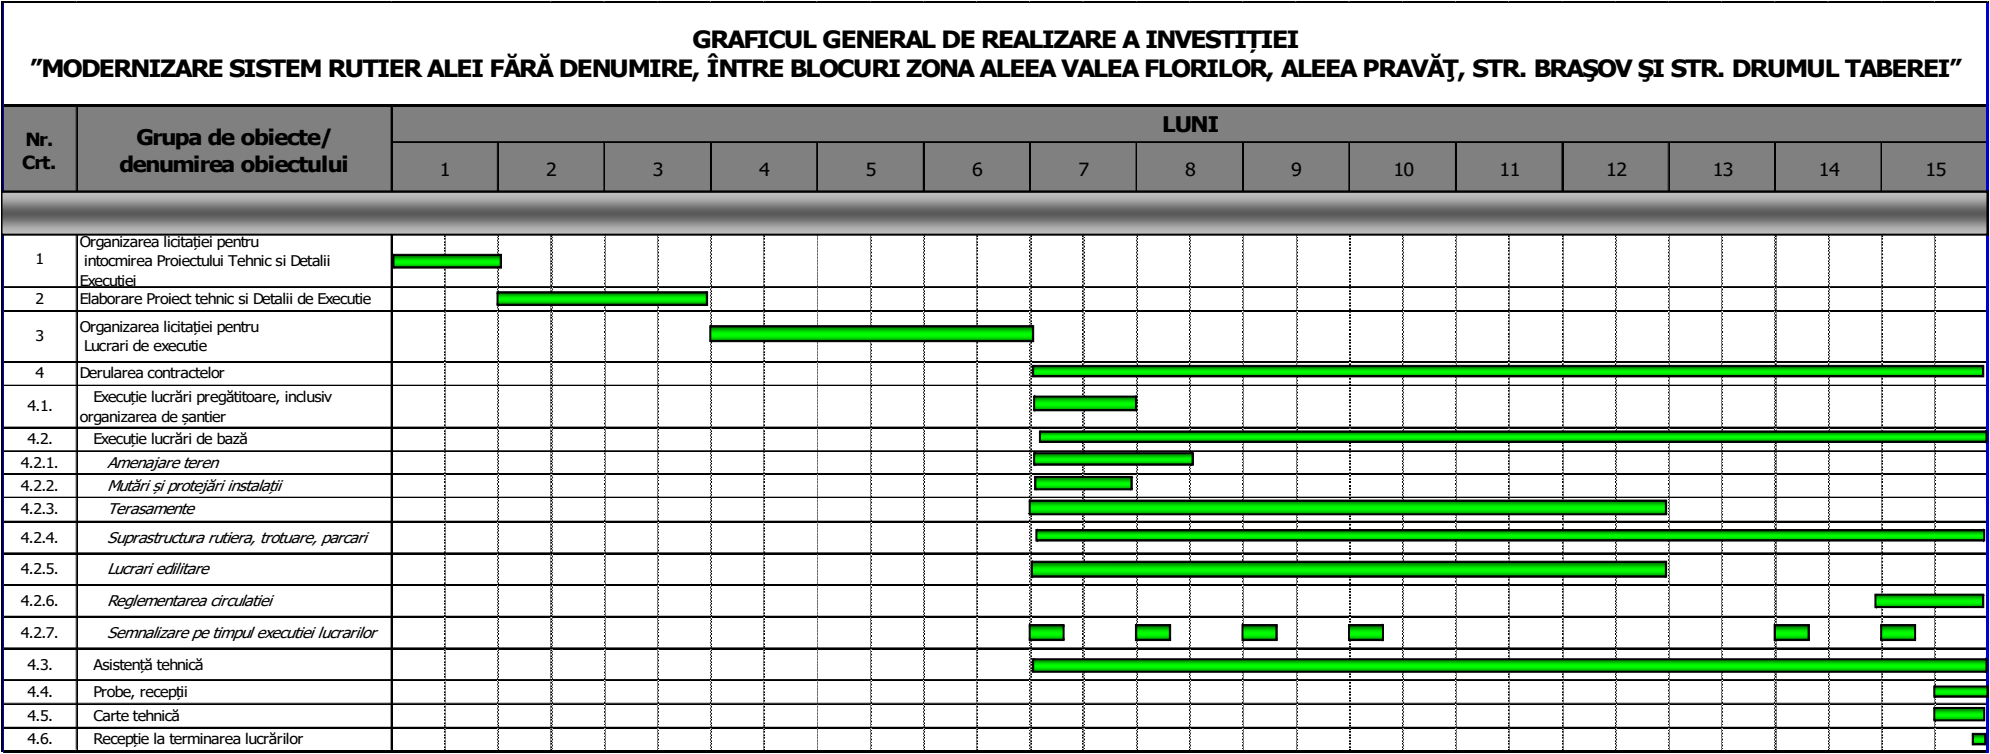 GRAFICUL GENERAL DE REALIZARE A INVESTIȚIEI
”MODERNIZARE SISTEM RUTIER ALEI FĂRĂ DENUMIRE, ÎNTRE BLOCURI ZONA ALEEA VALEA FLORILOR, ALEEA PRAVĂŢ, STR. BRAŞOV ŞI STR. DRUMUL TABEREI”
Nr. Crt.
Grupa de obiecte/
denumirea obiectului
LUNI
1 2 3 4 5 6 7 8 9 10 11 12 13 14 15
1
Organizarea licitației pentru
intocmirea Proiectului Tehnic si Detalii
Executiei
2 Elaborare Proiect tehnic si Detalii de Executie
3
Organizarea licitației pentru
Lucrari de executie
4 Derularea contractelor
4.1.
Execuție lucrări pregătitoare, inclusiv
organizarea de șantier
4.2. Execuție lucrări de bază
4.2.1. Amenajare teren
4.2.2. Mutări și protejări instalații
4.2.3. Terasamente
4.2.4. Suprastructura rutiera, trotuare, parcari
4.2.5. Lucrari edilitare
4.2.6. Reglementarea circulatiei
4.2.7. Semnalizare pe timpul executiei lucrarilor
4.3. Asistență tehnică
4.4. Probe, recepții
4.5. Carte tehnică
4.6. Recepție la terminarea lucrărilor